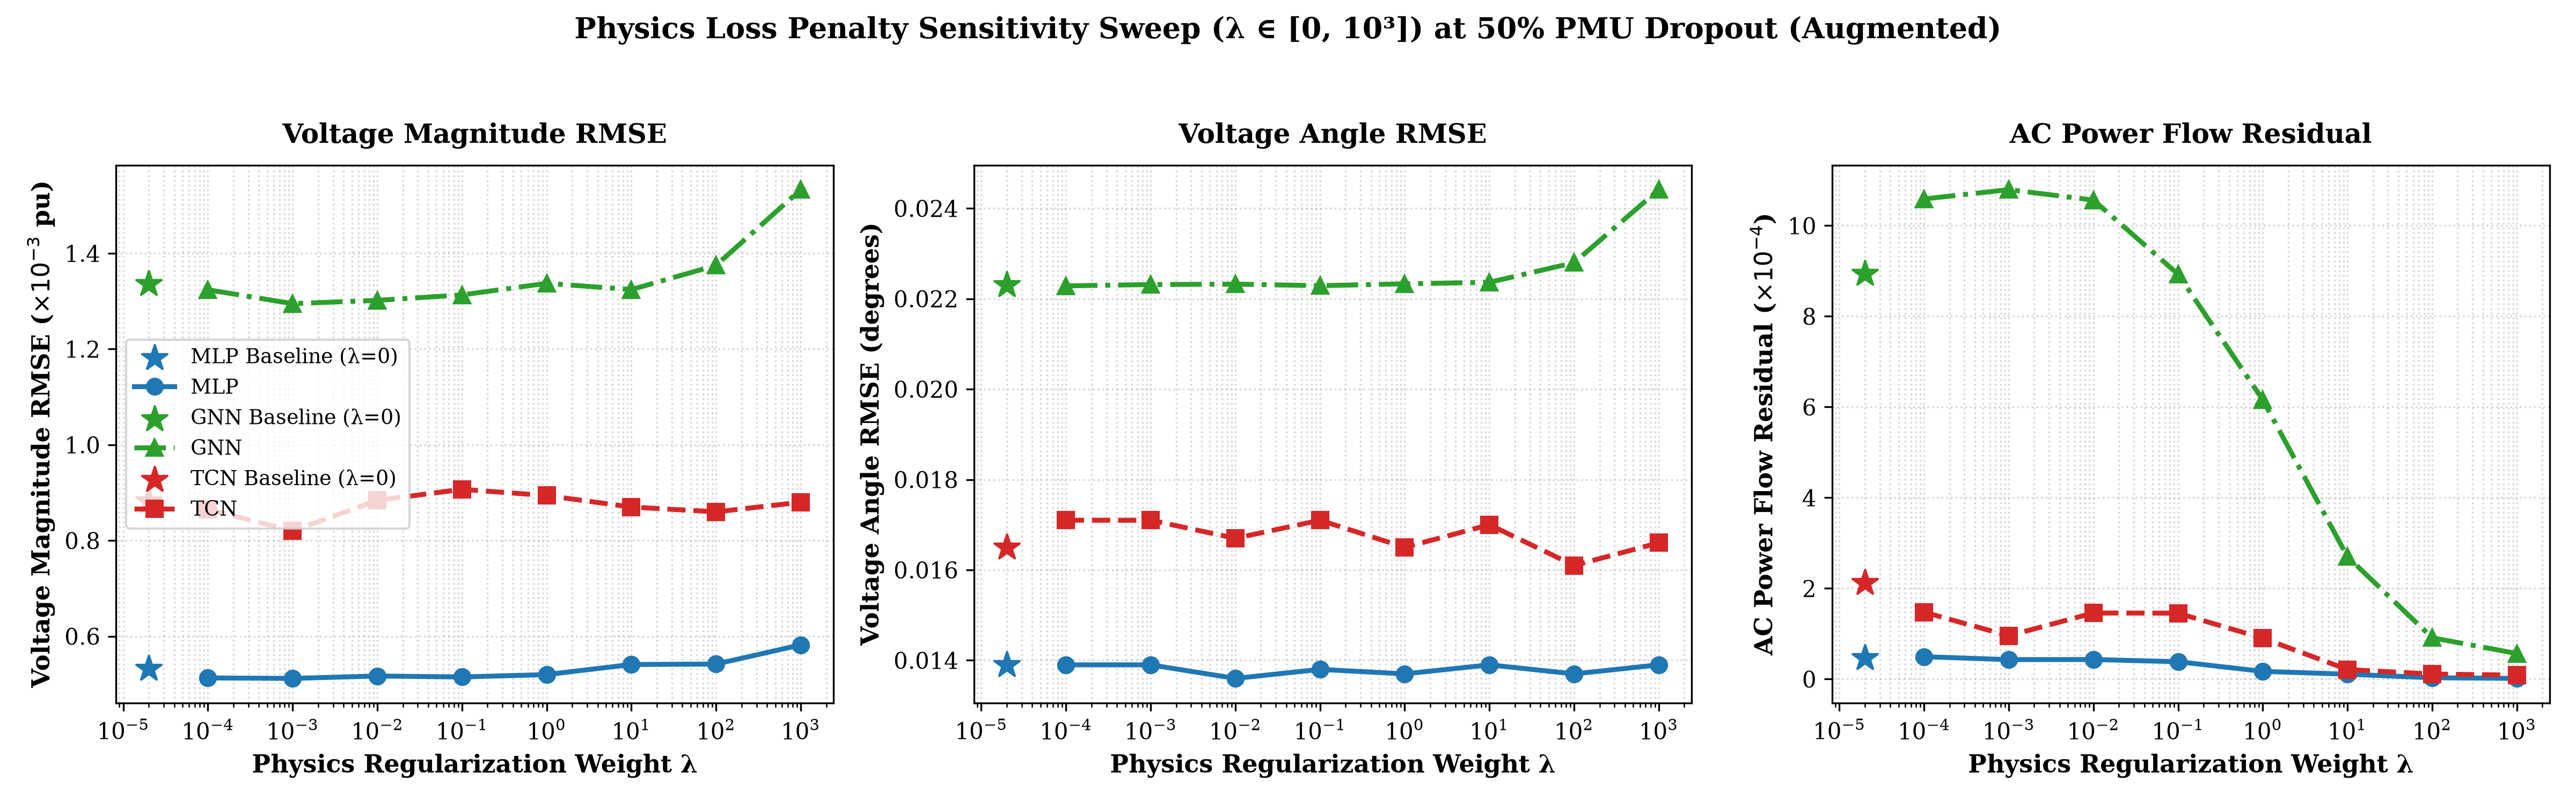 Physics Loss Penalty Sensitivity Sweep (λ ∈ [0, 10³]) at 50% PMU Dropout (Augmented)
Voltage Magnitude RMSE
Voltage Magnitude RMSE (×10⁻³ pu)
1.4
1.2
1.0
0.8
0.6
MLP Baseline (λ=0)
MLP
GNN Baseline (λ=0)
GNN
TCN Baseline (λ=0)
TCN
10⁻⁵ 10⁻⁴ 10⁻³ 10⁻² 10⁻¹ 10⁰ 10¹ 10² 10³
Physics Regularization Weight λ
Voltage Angle RMSE
Voltage Angle RMSE (degrees)
0.024
0.022
0.020
0.018
0.016
0.014
10⁻⁵ 10⁻⁴ 10⁻³ 10⁻² 10⁻¹ 10⁰ 10¹ 10² 10³
Physics Regularization Weight λ
AC Power Flow Residual
AC Power Flow Residual (×10⁻⁴)
10
8
6
4
2
0
10⁻⁵ 10⁻⁴ 10⁻³ 10⁻² 10⁻¹ 10⁰ 10¹ 10² 10³
Physics Regularization Weight λ